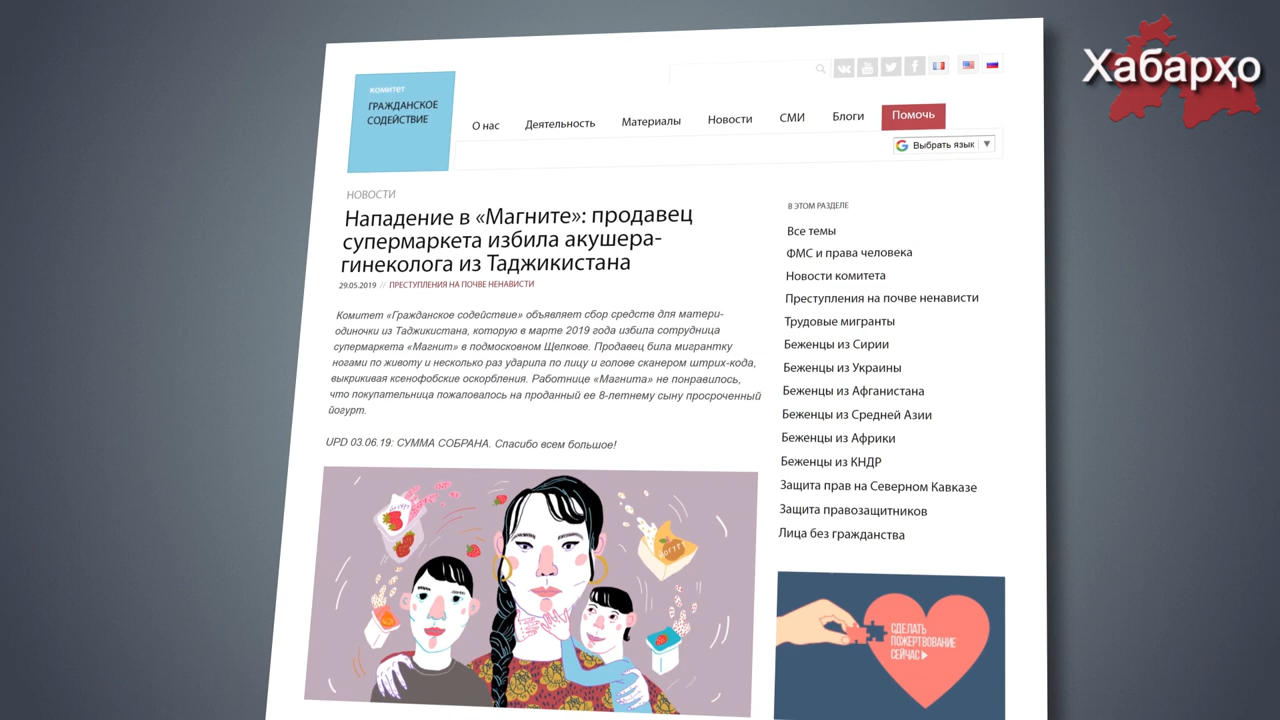 Хабарҳо
комитет
ГРАЖДАНСКОЕ
СОДЕЙСТВИЕ
О нас
Деятельность
Материалы
Новости
СМИ
Блоги
Помочь
Выбрать язык
НОВОСТИ
Нападение в «Магните»: продавец
супермаркета избила акушера-
гинеколога из Таджикистана
29.05.2019 // ПРЕСТУПЛЕНИЯ НА ПОЧВЕ НЕНАВИСТИ
Комитет «Гражданское содействие» объявляет сбор средств для матери-
одиночки из Таджикистана, которую в марте 2019 года избила сотрудница
супермаркета «Магнит» в подмосковном Щелкове. Продавец била мигрантку
ногами по животу и несколько раз ударила по лицу и голове сканером штрих-кода,
выкрикивая ксенофобские оскорбления. Работнице «Магнита» не понравилось,
что покупательница пожаловалось на проданный ее 8-летнему сыну просроченный
йогурт.
UPD 03.06.19: СУММА СОБРАНА. Спасибо всем большое!
ЙОГУРТ
ЙОГУРТ
В ЭТОМ РАЗДЕЛЕ
Все темы
ФМС и права человека
Новости комитета
Преступления на почве ненависти
Трудовые мигранты
Беженцы из Сирии
Беженцы из Украины
Беженцы из Афганистана
Беженцы из Средней Азии
Беженцы из Африки
Беженцы из КНДР
Защита прав на Северном Кавказе
Защита правозащитников
Лица без гражданства
СДЕЛАТЬ
ПОЖЕРТВОВАНИЕ
СЕЙЧАС